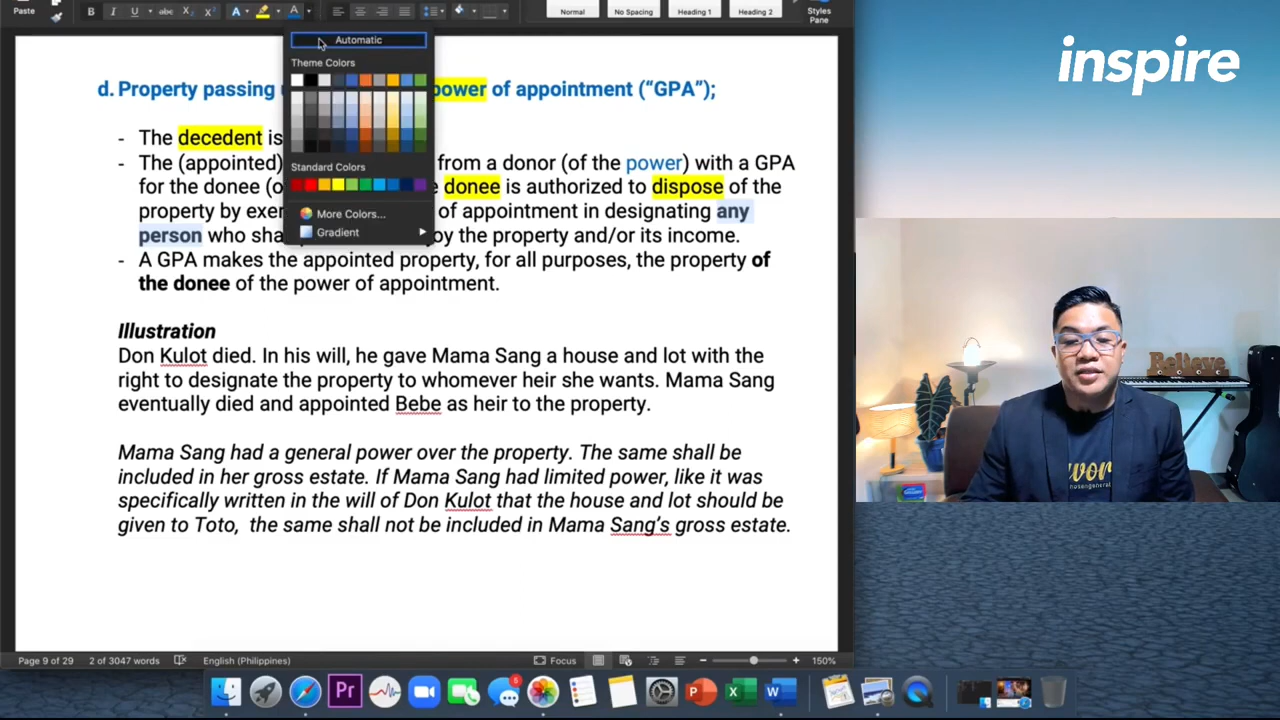 Paste
B I U abc X₂ X² A A
Normal
No Spacing
Heading 1
Heading 2
Styles
Pane
Automatic
Theme Colors
Standard Colors
More Colors...
Gradient
inspire
d. Property passing power of appointment (“GPA”);
- The decedent is
- The (appointed) from a donor (of the power) with a GPA
for the donee (o donee is authorized to dispose of the
property by exer of appointment in designating any
person who sha oy the property and/or its income.
- A GPA makes the appointed property, for all purposes, the property of
the donee of the power of appointment.
Illustration
Don Kulot died. In his will, he gave Mama Sang a house and lot with the
right to designate the property to whomever heir she wants. Mama Sang
eventually died and appointed Bebe as heir to the property.
Mama Sang had a general power over the property. The same shall be
included in her gross estate. If Mama Sang had limited power, like it was
specifically written in the will of Don Kulot that the house and lot should be
given to Toto, the same shall not be included in Mama Sang’s gross estate.
Believe
Page 9 of 29 2 of 3047 words English (Philippines) Focus 150%
Pr
5
P
X
W